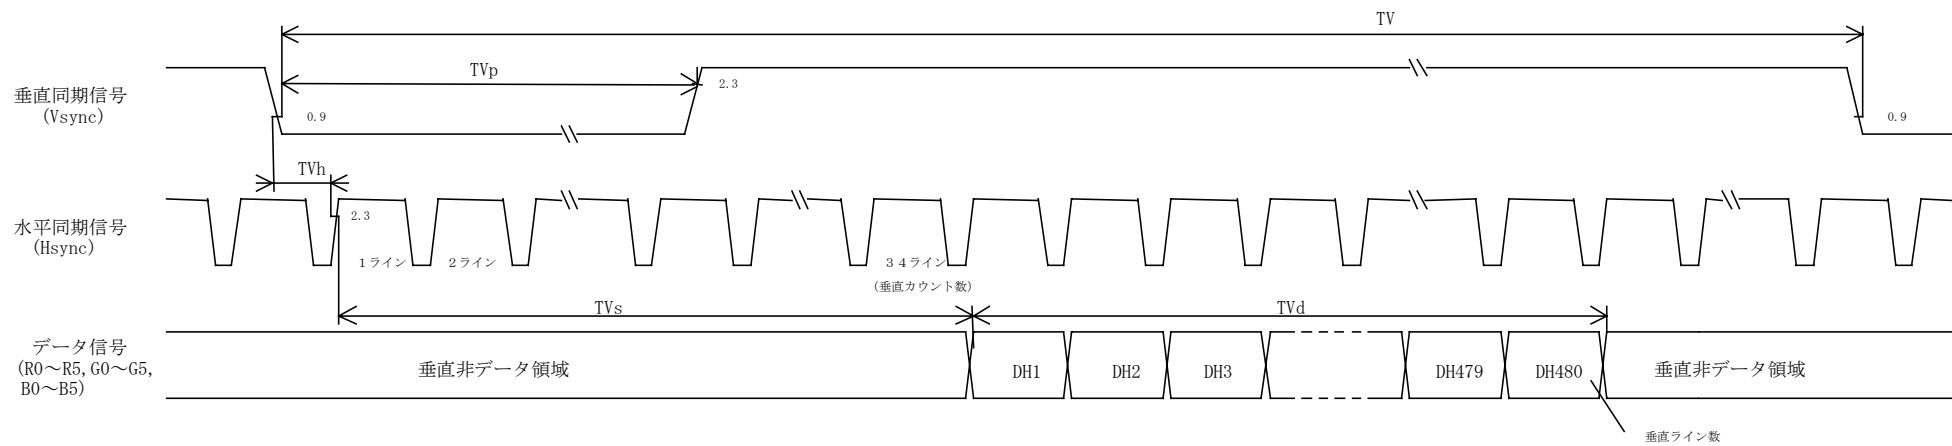 TV
TVp
2.3
垂直同期信号
(Vsync)
0.9
0.9
TVh
2.3
水平同期信号
(Hsync)
1ライン
2ライン
34ライン
(垂直カウント数)
TVs
TVd
データ信号
(R0～R5,G0～G5,
B0～B5)
垂直非データ領域
DH1
DH2
DH3
DH479
DH480
垂直非データ領域
垂直ライン数